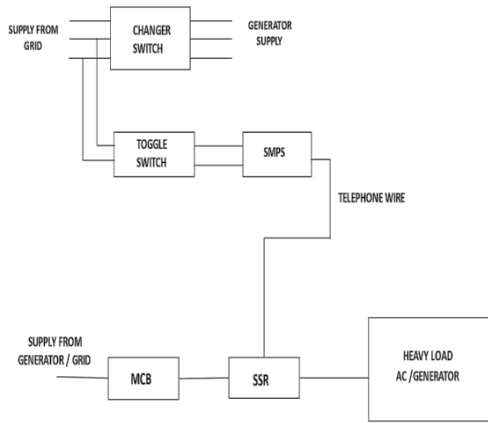 SUPPLY FROM
GRID
CHANGER
SWITCH
GENERATOR
SUPPLY
TOGGLE
SWITCH
SMPS
TELEPHONE WIRE
SUPPLY FROM
GENERATOR / GRID
MCB
SSR
HEAVY LOAD
AC /GENERATOR